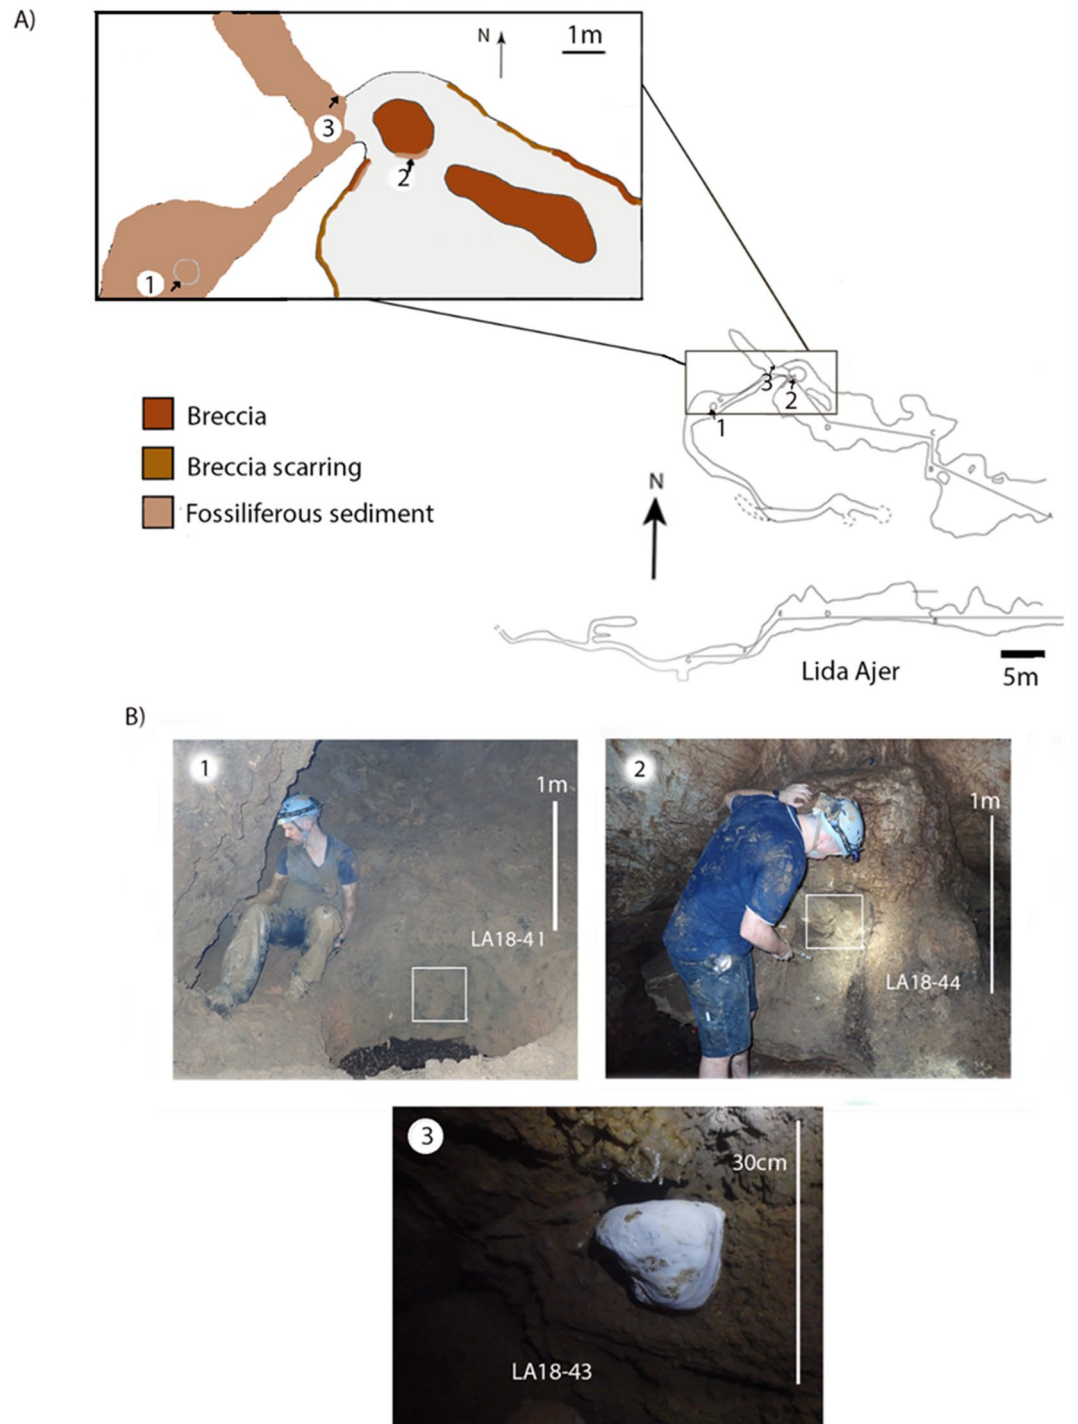 A)
N
1m
3
2
1
Breccia
Breccia scarring
Fossiliferous sediment
3
2
1
G
D
C
B
A
N
E
D
F
G
Lida Ajer
5m
B)
1
1m
LA18-41
2
1m
LA18-44
3
30cm
LA18-43